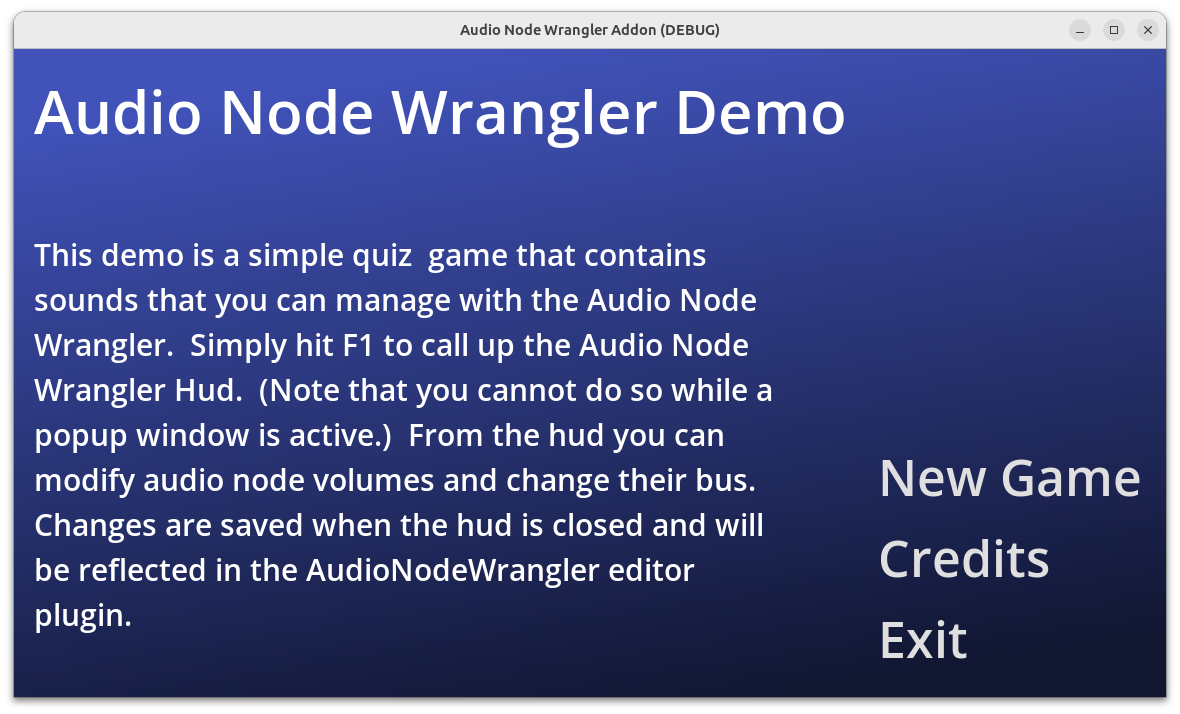 Audio Node Wrangler Addon (DEBUG)
Audio Node Wrangler Demo
This demo is a simple quiz  game that contains
sounds that you can manage with the Audio Node
Wrangler.  Simply hit F1 to call up the Audio Node
Wrangler Hud.  (Note that you cannot do so while a
popup window is active.)  From the hud you can
modify audio node volumes and change their bus.
Changes are saved when the hud is closed and will
be reflected in the AudioNodeWrangler editor
plugin.
New Game
Credits
Exit